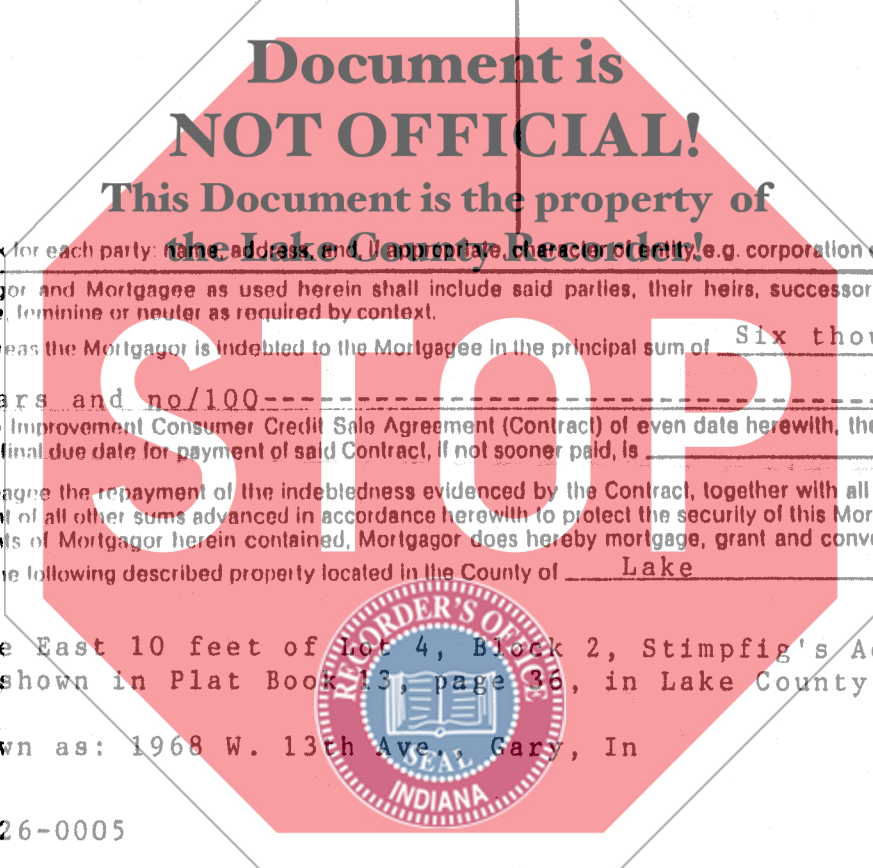 Document is
NOT OFFICIAL!
This Document is the property of
the Lake County Recorder!
for each party: name, address, and, if appropriate, character of entity, e.g. corporation
gor and Mortgagee as used herein shall include said parties, their heirs, successor
, feminine or neuter as required by context.
eas the Mortgagor is indebted to the Mortgagee in the principal sum of Six thou
ars and no/100
Improvement Consumer Credit Sale Agreement (Contract) of even date herewith, the
final due date for payment of said Contract, if not sooner paid, is
STOP
agee the repayment of the indebtedness evidenced by the Contract, together with all
t of all other sums advanced in accordance herewith to protect the security of this Mor
ts of Mortgagor herein contained, Mortgagor does hereby mortgage, grant and conve
e following described property located in the County of Lake
e East 10 feet of Lot 4, Block 2, Stimpfig's Ad
shown in Plat Book 13, page 36, in Lake County
wn as: 1968 W. 13th Ave., Gary, In
RECORDER'S OFFICE
SEAL
INDIANA
26-0005